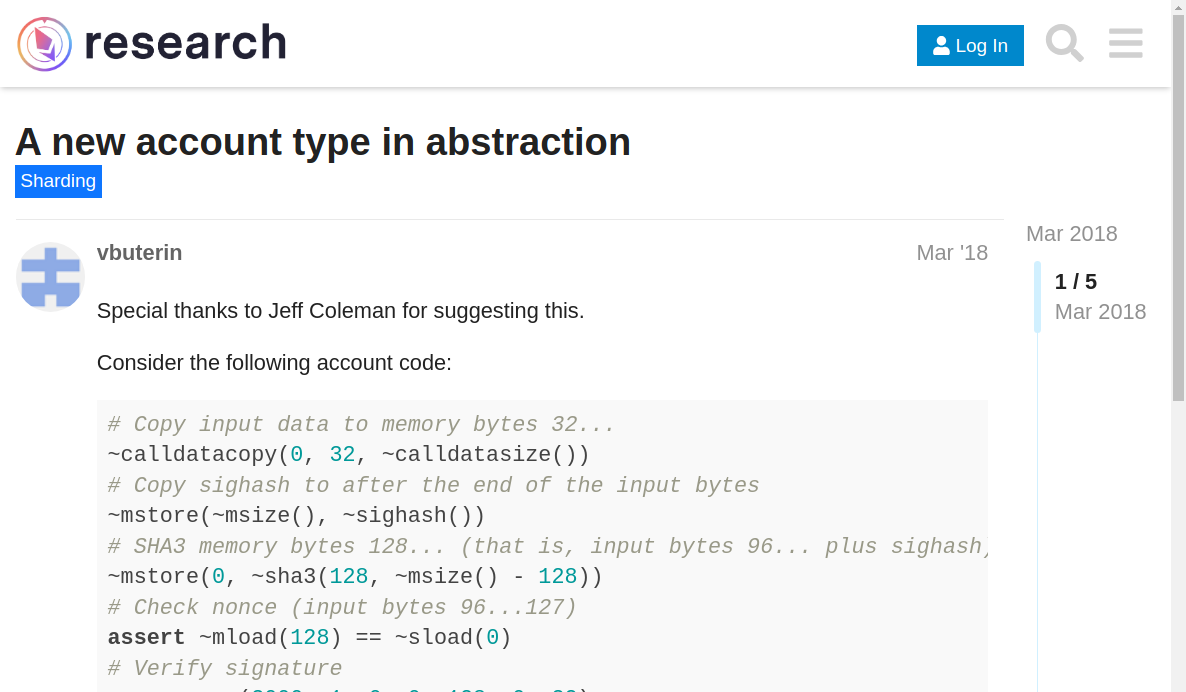 research
Log In
A new account type in abstraction
Sharding
Mar 2018
vbuterin
Mar '18
1 / 5
Mar 2018
Special thanks to Jeff Coleman for suggesting this.
Consider the following account code:
# Copy input data to memory bytes 32...
~calldatacopy(0, 32, ~calldatasize())
# Copy sighash to after the end of the input bytes
~mstore(~msize(), ~sighash())
# SHA3 memory bytes 128... (that is, input bytes 96... plus sighash)
~mstore(0, ~sha3(128, ~msize() - 128))
# Check nonce (input bytes 96...127)
assert ~mload(128) == ~sload(0)
# Verify signature